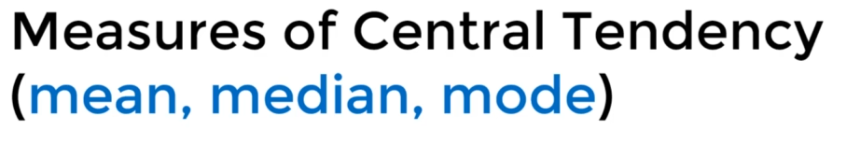 Measures of Central Tendency
(mean, median, mode)